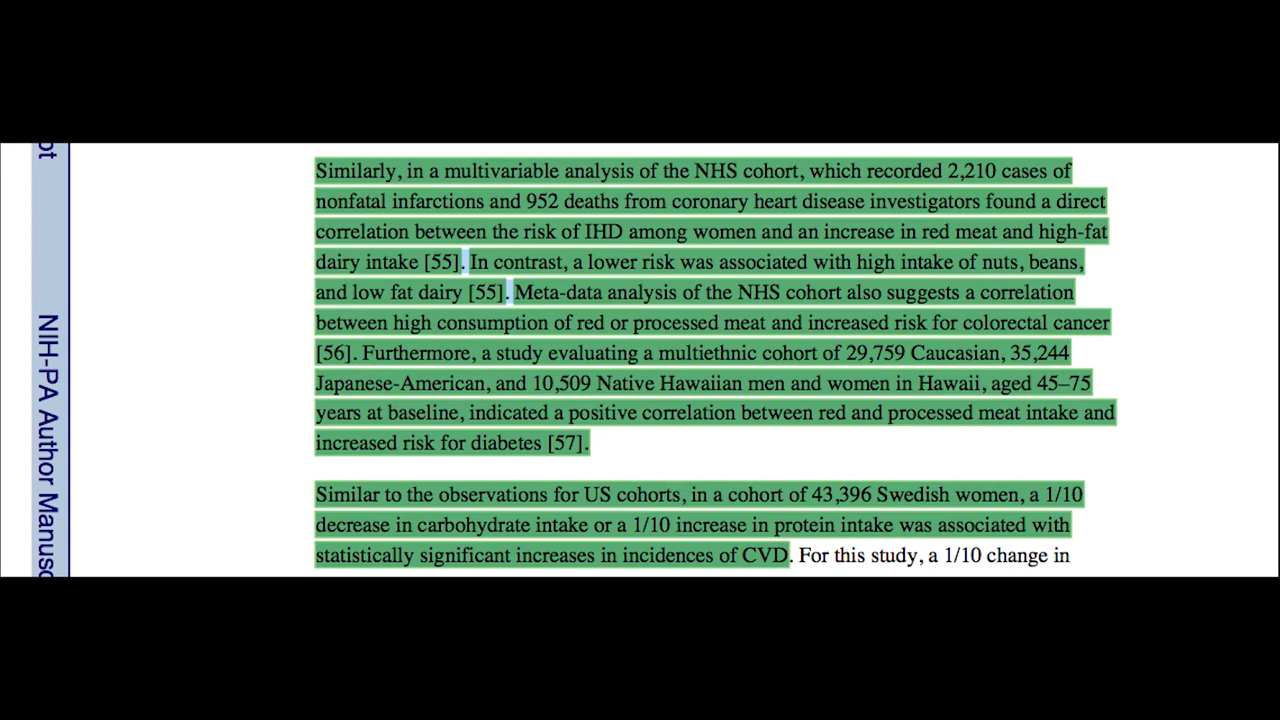 Similarly, in a multivariable analysis of the NHS cohort, which recorded 2,210 cases of
nonfatal infarctions and 952 deaths from coronary heart disease investigators found a direct
correlation between the risk of IHD among women and an increase in red meat and high-fat
dairy intake [55]. In contrast, a lower risk was associated with high intake of nuts, beans,
and low fat dairy [55]. Meta-data analysis of the NHS cohort also suggests a correlation
between high consumption of red or processed meat and increased risk for colorectal cancer
[56]. Furthermore, a study evaluating a multiethnic cohort of 29,759 Caucasian, 35,244
Japanese-American, and 10,509 Native Hawaiian men and women in Hawaii, aged 45–75
years at baseline, indicated a positive correlation between red and processed meat intake and
increased risk for diabetes [57].
Similar to the observations for US cohorts, in a cohort of 43,396 Swedish women, a 1/10
decrease in carbohydrate intake or a 1/10 increase in protein intake was associated with
statistically significant increases in incidences of CVD. For this study, a 1/10 change in
pt
NIH-PA Author Manusc